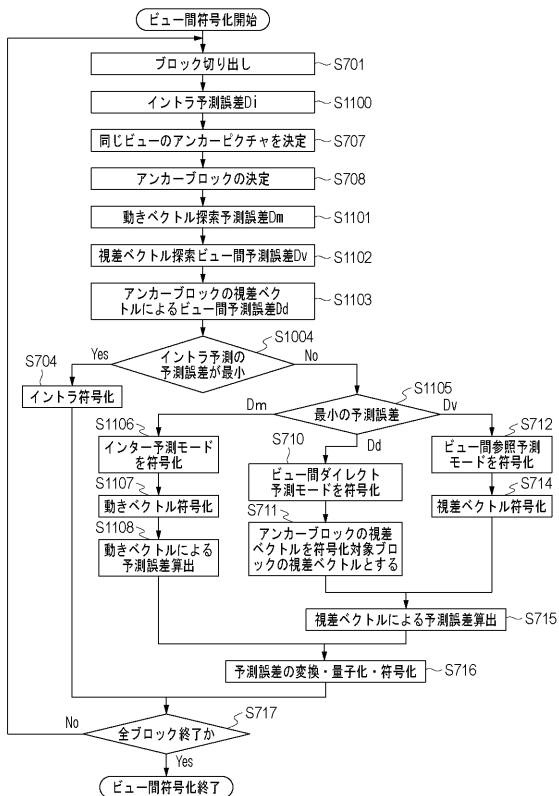 ビュー間符号化開始
ブロック切り出し
S701
イントラ予測誤差Di
S1100
同じビューのアンカーピクチャを決定
S707
アンカーブロックの決定
S708
動きベクトル探索予測誤差Dm
S1101
視差ベクトル探索ビュー間予測誤差Dv
S1102
アンカーブロックの視差ベク
トルによるビュー間予測誤差Dd
S1103
S1004
イントラ予測の
予測誤差が最小
Yes
No
S704
イントラ符号化
S1105
最小の予測誤差
Dm
Dd
Dv
S1106
インター予測モード
を符号化
S1107
動きベクトル符号化
S1108
動きベクトルによる
予測誤差算出
S710
ビュー間ダイレクト
予測モードを符号化
S711
アンカーブロックの視差
ベクトルを符号化対象ブロ
ックの視差ベクトルとする
S712
ビュー間参照予測
モードを符号化
S714
視差ベクトル符号化
視差ベクトルによる予測誤差算出
S715
予測誤差の変換・量子化・符号化
S716
S717
全ブロック終了か
No
Yes
ビュー間符号化終了